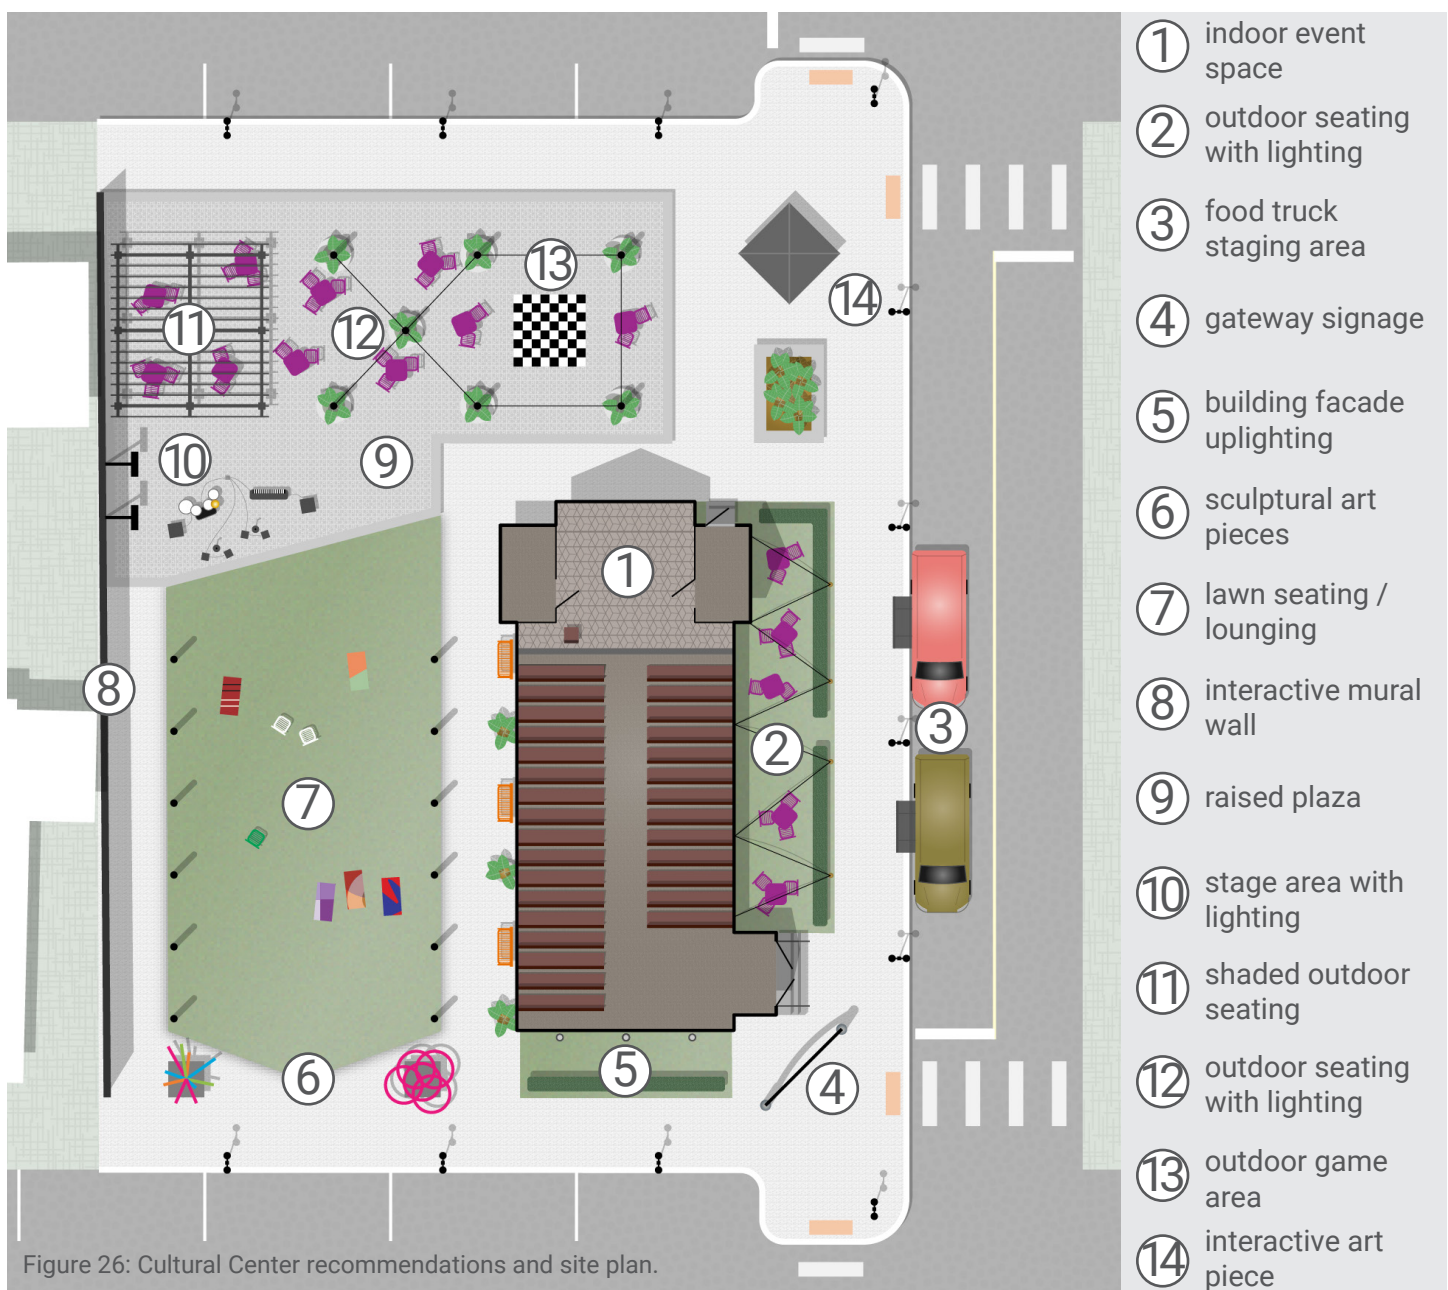 1 indoor event
space
2 outdoor seating
with lighting
3 food truck
staging area
4 gateway signage
5 building facade
uplighting
6 sculptural art
pieces
7 lawn seating /
lounging
8 interactive mural
wall
9 raised plaza
10 stage area with
lighting
11 shaded outdoor
seating
12 outdoor seating
with lighting
13 outdoor game
area
14 interactive art
piece
13
14
11
12
10
9
1
8
3
2
7
6
5
4
Figure 26: Cultural Center recommendations and site plan.